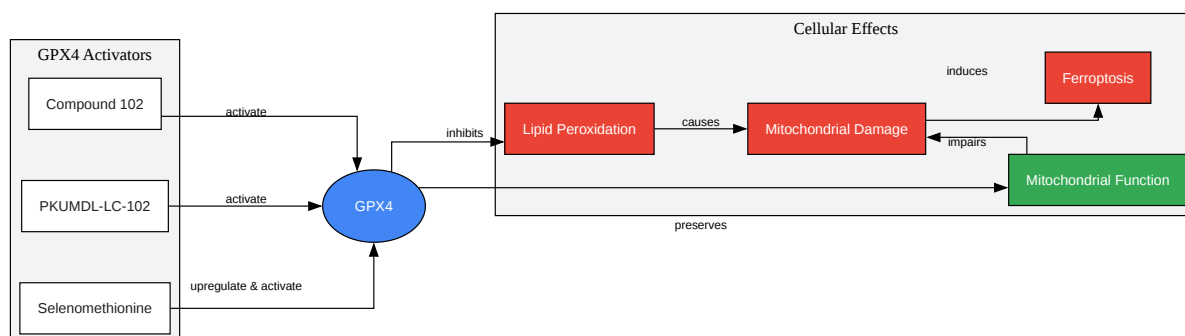 GPX4 Activators
Compound 102
activate
PKUMDL-LC-102
activate
Selenomethionine
upregulate & activate
GPX4
Cellular Effects
inhibits
Lipid Peroxidation
causes
Mitochondrial Damage
induces
Ferroptosis
impairs
Mitochondrial Function
preserves